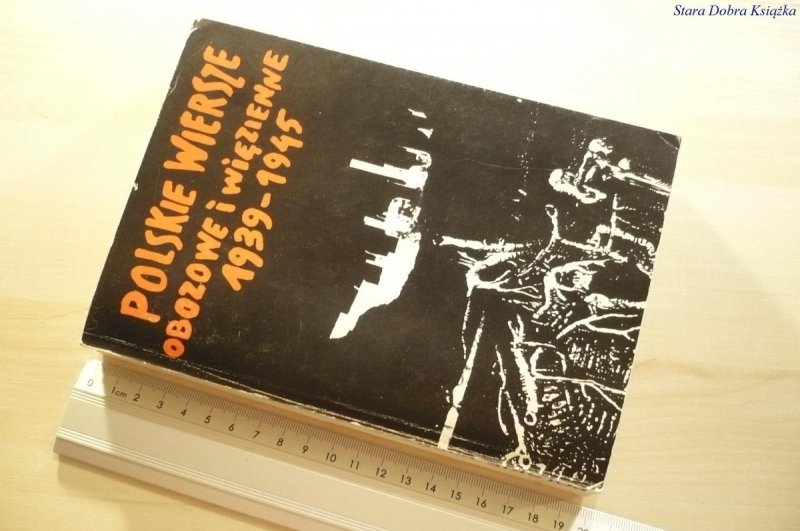 Stara Dobra Książka
POLSKIE WIERSZE
OBOZOWE i WIĘZIENNE
1939-1945
0 1cm 2 3 4 5 6 7 8 9 10 11 12 13 14 15 16 17 18 19